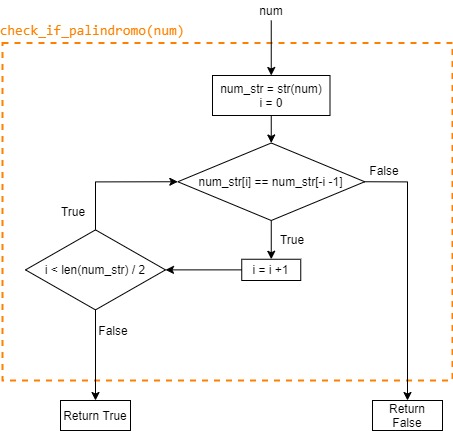 num
check_if_palindromo(num)
num_str = str(num)
i = 0
num_str[i] == num_str[-i -1]
False
True
True
i < len(num_str) / 2
i = i +1
False
Return True
Return
False